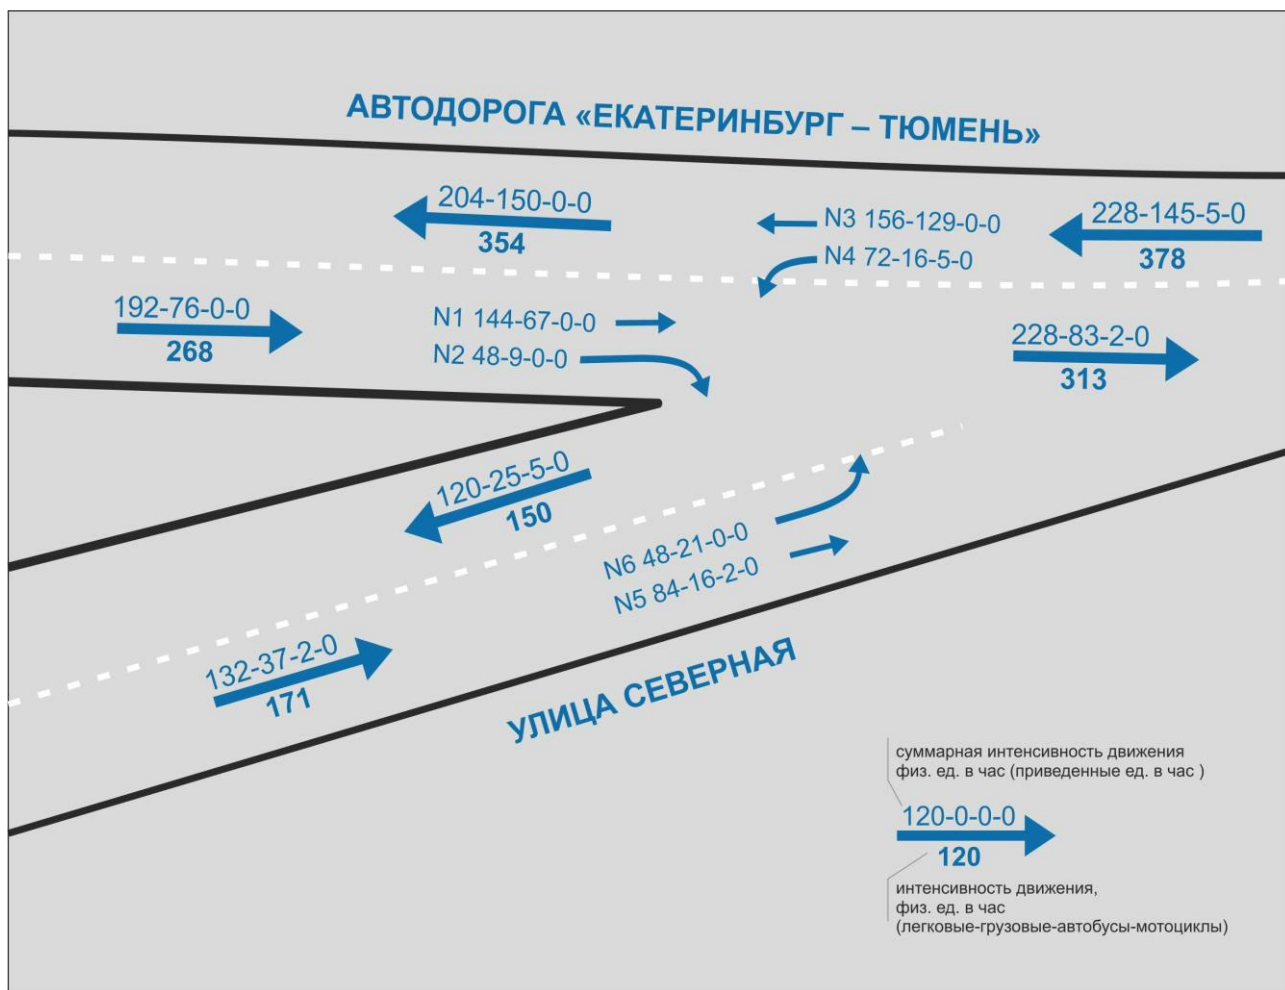 АВТОДОРОГА «ЕКАТЕРИНБУРГ – ТЮМЕНЬ»
204-150-0-0
354
N3 156-129-0-0
N4 72-16-5-0
228-145-5-0
378
192-76-0-0
268
N1 144-67-0-0
N2 48-9-0-0
228-83-2-0
313
120-25-5-0
150
N6 48-21-0-0
N5 84-16-2-0
132-37-2-0
171
УЛИЦА СЕВЕРНАЯ
суммарная интенсивность движения
физ. ед. в час (приведенные ед. в час )
120-0-0-0
120
интенсивность движения,
физ. ед. в час
(легковые-грузовые-автобусы-мотоциклы)